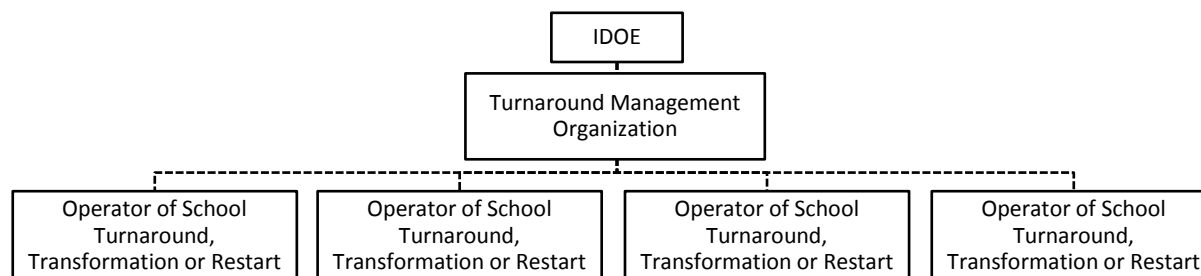 IDOE
Turnaround Management
Organization
Operator of School
Turnaround,
Transformation or Restart
Operator of School
Turnaround,
Transformation or Restart
Operator of School
Turnaround,
Transformation or Restart
Operator of School
Turnaround,
Transformation or Restart